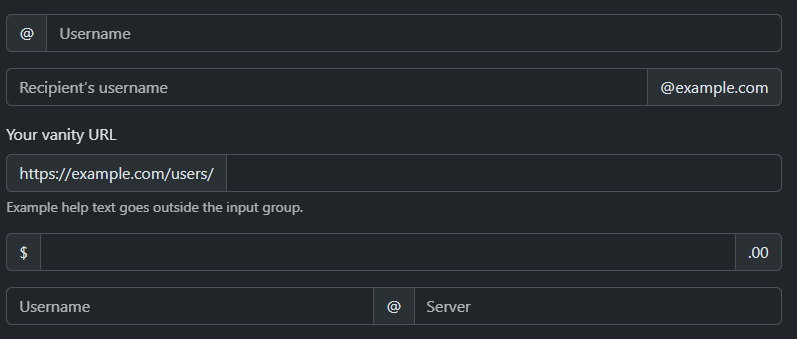 @ Username
Recipient's username @example.com
Your vanity URL
https://example.com/users/
Example help text goes outside the input group.
$ .00
Username @ Server